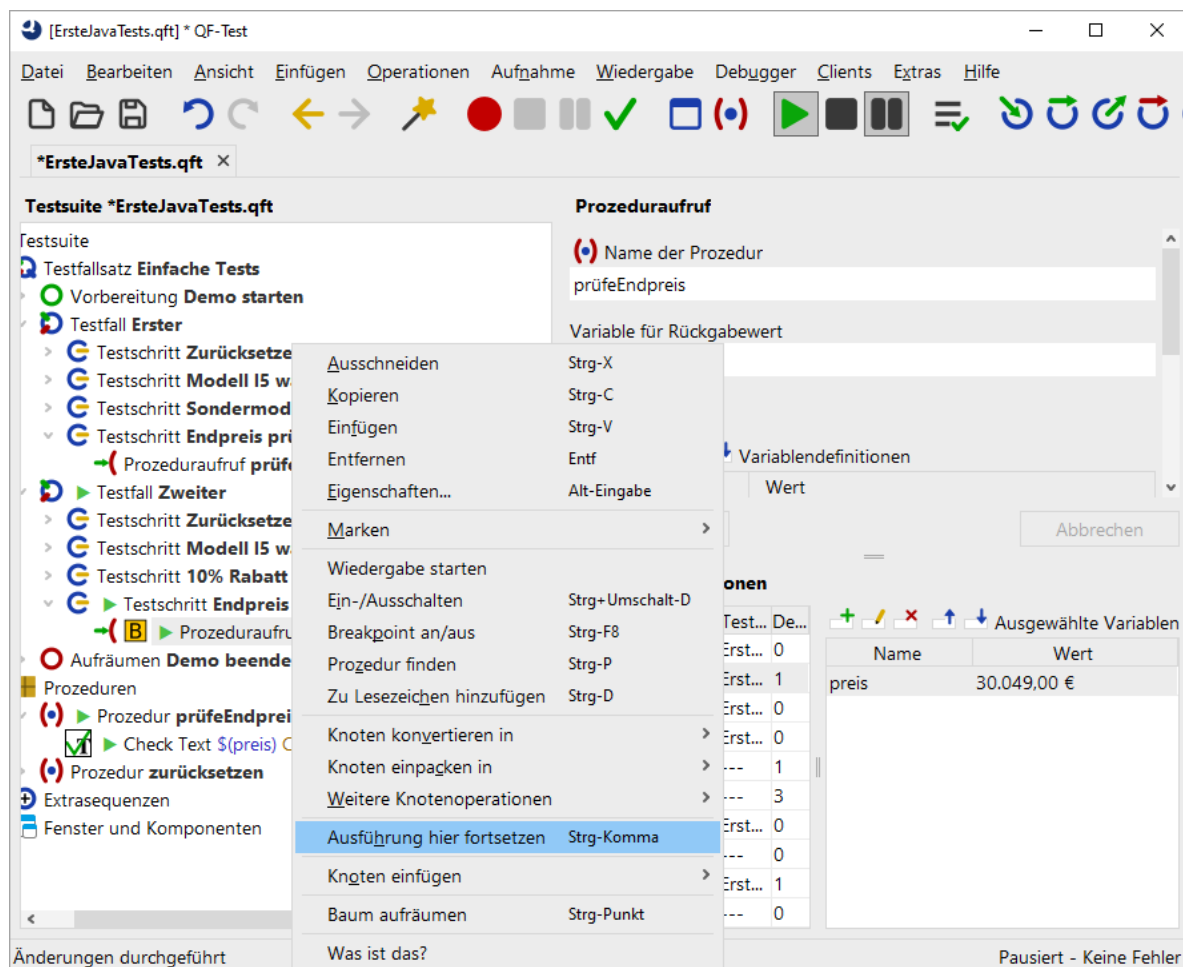 [ErsteJavaTests.qft] * QF-Test
Datei Bearbeiten Ansicht Einfügen Operationen Aufnahme Wiedergabe Debugger Clients Extras Hilfe
*ErsteJavaTests.qft
Testsuite *ErsteJavaTests.qft
Testsuite
Testfallsatz Einfache Tests
Vorbereitung Demo starten
Testfall Erster
Testschritt Zurücksetze
Testschritt Modell I5 w
Testschritt Sondermod
Testschritt Endpreis prü
Prozeduraufruf prüfe
Testfall Zweiter
Testschritt Zurücksetze
Testschritt Modell I5 w
Testschritt 10% Rabatt
Testschritt Endpreis
B Prozeduraufru
Aufräumen Demo beende
Prozeduren
Prozedur prüfeEndprei
T Check Text $(preis) C
Prozedur zurücksetzen
Extrasequenzen
Fenster und Komponenten
Ausschneiden Strg-X
Kopieren Strg-C
Einfügen Strg-V
Entfernen Entf
Eigenschaften... Alt-Eingabe
Marken
Wiedergabe starten
Ein-/Ausschalten Strg+Umschalt-D
Breakpoint an/aus Strg-F8
Prozedur finden Strg-P
Zu Lesezeichen hinzufügen Strg-D
Knoten konvertieren in
Knoten einpacken in
Weitere Knotenoperationen
Ausführung hier fortsetzen Strg-Komma
Knoten einfügen
Baum aufräumen Strg-Punkt
Was ist das?
Prozeduraufruf
Name der Prozedur
prüfeEndpreis
Variable für Rückgabewert
Variablendefinitionen
Wert
Abbrechen
onen
Test... De...
Erst... 0
Erst... 1
Erst... 0
Erst... 0
--- 1
--- 3
Erst... 0
--- 0
Erst... 1
--- 0
Ausgewählte Variablen
Name Wert
preis 30.049,00 €
Änderungen durchgeführt
Pausiert - Keine Fehler